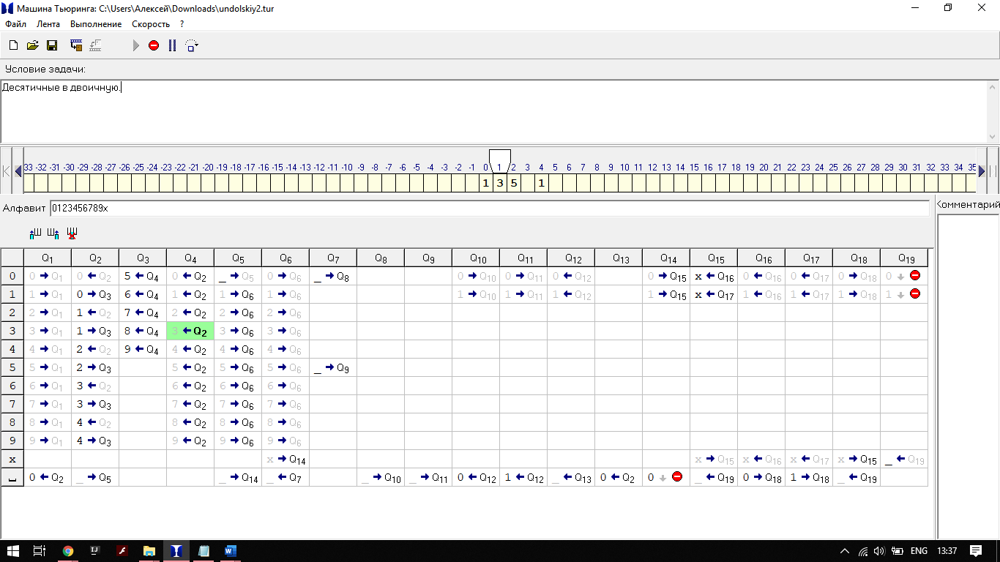 Машина Тьюринга: C:\Users\Алексей\Downloads\undolskiy2.tur
Файл Лента Выполнение Скорость ?
Условие задачи:
Десятичные в двоичную.
33 -32 -31 -30 -29 -28 -27 -26 -25 -24 -23 -22 -21 -20 -19 -18 -17 -16 -15 -14 -13 -12 -11 -10 -9 -8 -7 -6 -5 -4 -3 -2 -1 0 1 2 3 4 5 6 7 8 9 10 11 12 13 14 15 16 17 18 19 20 21 22 23 24 25 26 27 28 29 30 31 32 33 34 35
1 3 5 1
Алфавит 0123456789x
Комментарий
Q1 Q2 Q3 Q4 Q5 Q6 Q7 Q8 Q9 Q10 Q11 Q12 Q13 Q14 Q15 Q16 Q17 Q18 Q19
0 0 → Q1 0 ← Q2 5 ← Q4 0 ← Q2 _ → Q5 0 → Q6 _ → Q8 0 → Q10 0 → Q11 0 ← Q12 0 → Q15 x → Q16 0 → Q16 0 → Q17 0 → Q18 0 ↓
1 1 → Q1 0 → Q3 6 ← Q4 1 ← Q2 1 → Q6 1 → Q6 1 → Q10 1 → Q11 1 ← Q12 1 → Q15 x → Q17 1 → Q16 1 → Q17 1 → Q18 1 ↓
2 2 → Q1 1 ← Q2 7 ← Q4 2 ← Q2 2 → Q6 2 → Q6
3 3 → Q1 1 → Q3 8 ← Q4 3 ← Q2 3 → Q6 3 → Q6
4 4 → Q1 2 ← Q2 9 ← Q4 4 ← Q2 4 → Q6 4 → Q6
5 5 → Q1 2 → Q3 5 ← Q2 5 → Q6 5 → Q6 _ → Q9
6 6 → Q1 3 ← Q2 6 ← Q2 6 → Q6 6 → Q6
7 7 → Q1 3 → Q3 7 ← Q2 7 → Q6 7 → Q6
8 8 → Q1 4 ← Q2 8 ← Q2 8 → Q6 8 → Q6
9 9 → Q1 4 → Q3 9 ← Q2 9 → Q6 9 → Q6
x x → Q14 x → Q15 x ← Q16 x ← Q17 x → Q15 _ ← Q19
0 ← Q2 _ → Q5 _ → Q14 _ ← Q7 _ → Q10 _ → Q11 0 ← Q12 1 ← Q12 _ → Q13 0 ← Q2 0 ↓ _ ← Q19 0 → Q18 1 → Q18 _ ← Q19
ENG 13:37